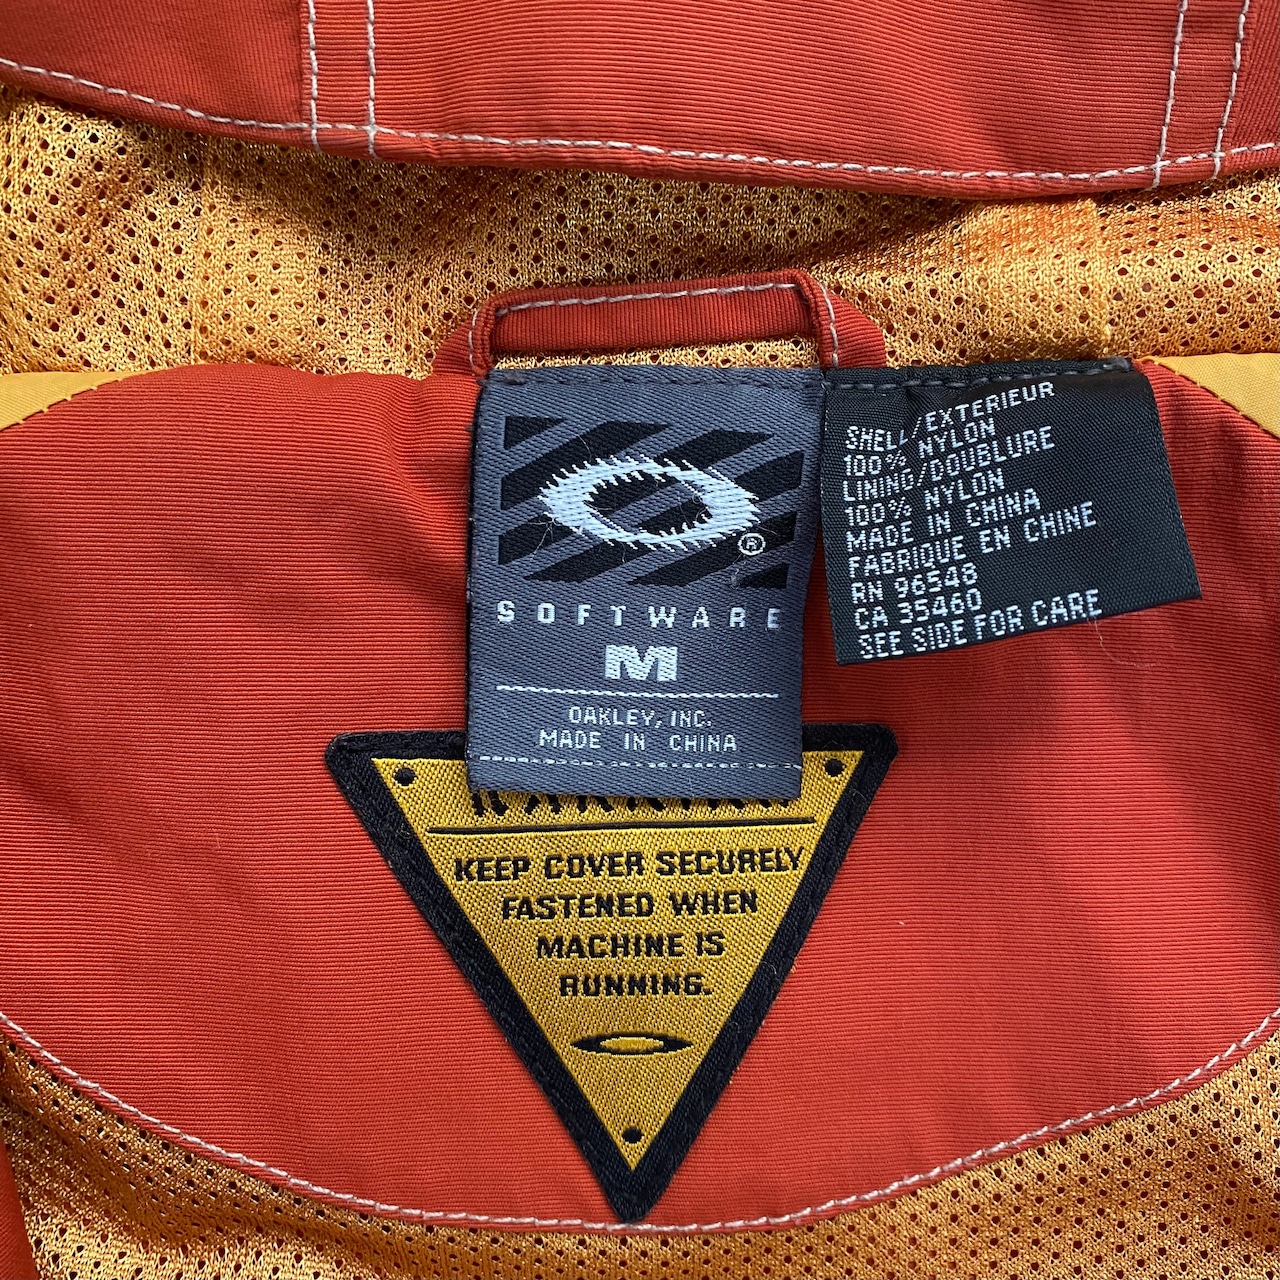 ®
SOFTWARE
M
OAKLEY, INC.
MADE IN CHINA
SHELL/EXTERIEUR
100% NYLON
LINING/DOUBLURE
100% NYLON
MADE IN CHINA
FABRIQUE EN CHINE
RN 96548
CA 35460
SEE SIDE FOR CARE
KEEP COVER SECURELY
FASTENED WHEN
MACHINE IS
RUNNING.